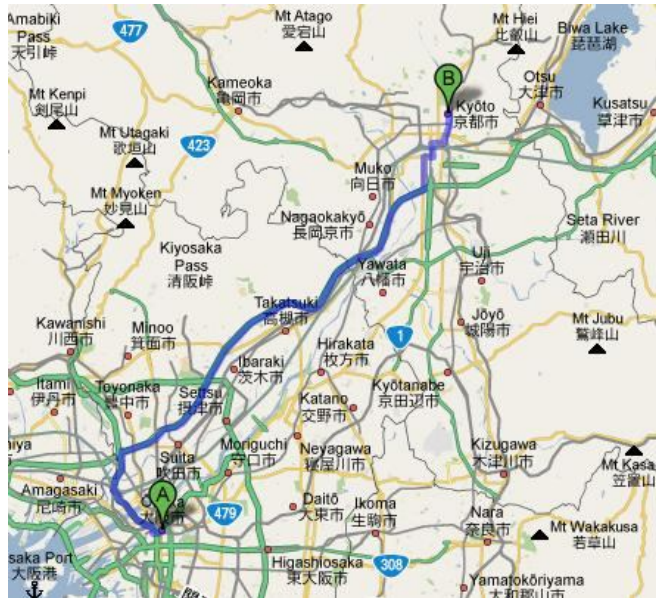 Amabiki
Pass
天引峠
477
Mt Atago
愛宕山
Mt Hiei
比叡山
Biwa Lake
琵琶湖
B
Kameoka
亀岡市
Otsu
大津市
Kusatsu
草津市
Mt Kenpi
剣尾山
Kyōto
京都市
Mt Utagaki
歌垣山
423
Muko
向日市
Mt Myoken
妙見山
Nagaokakyō
長岡京市
Seta River
瀬田川
Kiyosaka
Pass
清阪峠
Yawata
八幡市
Uji
宇治市
Takatsuki
高槻市
Kawanishi
川西市
Minoo
箕面市
1
Jōyō
城陽市
Mt Jubu
鷲峰山
Ibaraki
茨木市
Hirakata
枚方市
Itami
伊丹市
Toyonaka
豊中市
Settsu
摂津市
Katano
交野市
Kyōtanabe
京田辺市
Suita
吹田市
Moriguchi
守口市
Neyagawa
寝屋川市
Kizugawa
木津川市
Mt Kasa
笠置山
Amagasaki
尼崎市
A
479
Daitō
大東市
Ikoma
生駒市
Nara
奈良市
Mt Wakakusa
若草山
saka Port
大阪港
Higashiosaka
東大阪市
308
Yamatokōriyama
大和郡山市